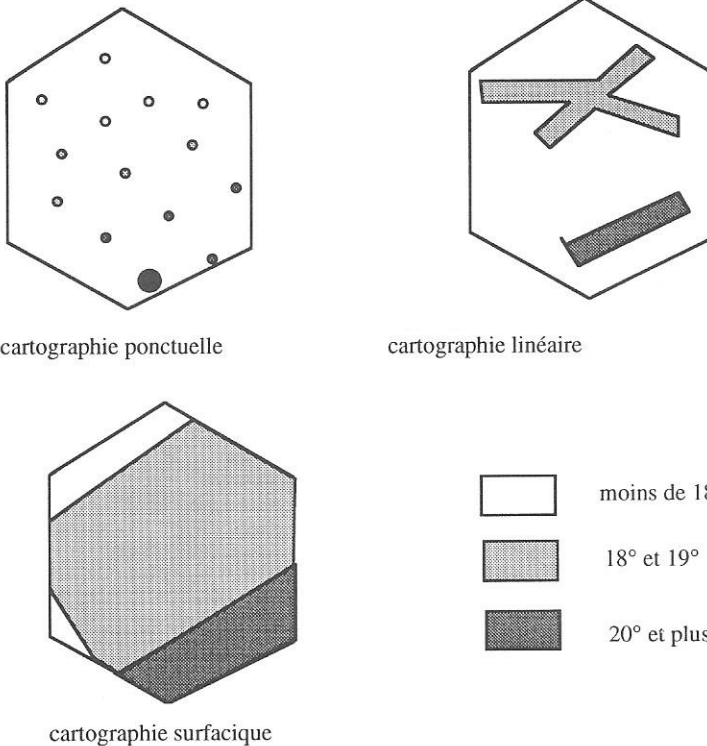 cartographie ponctuelle
cartographie linéaire
moins de 18
18° et 19°
20° et plus
cartographie surfacique